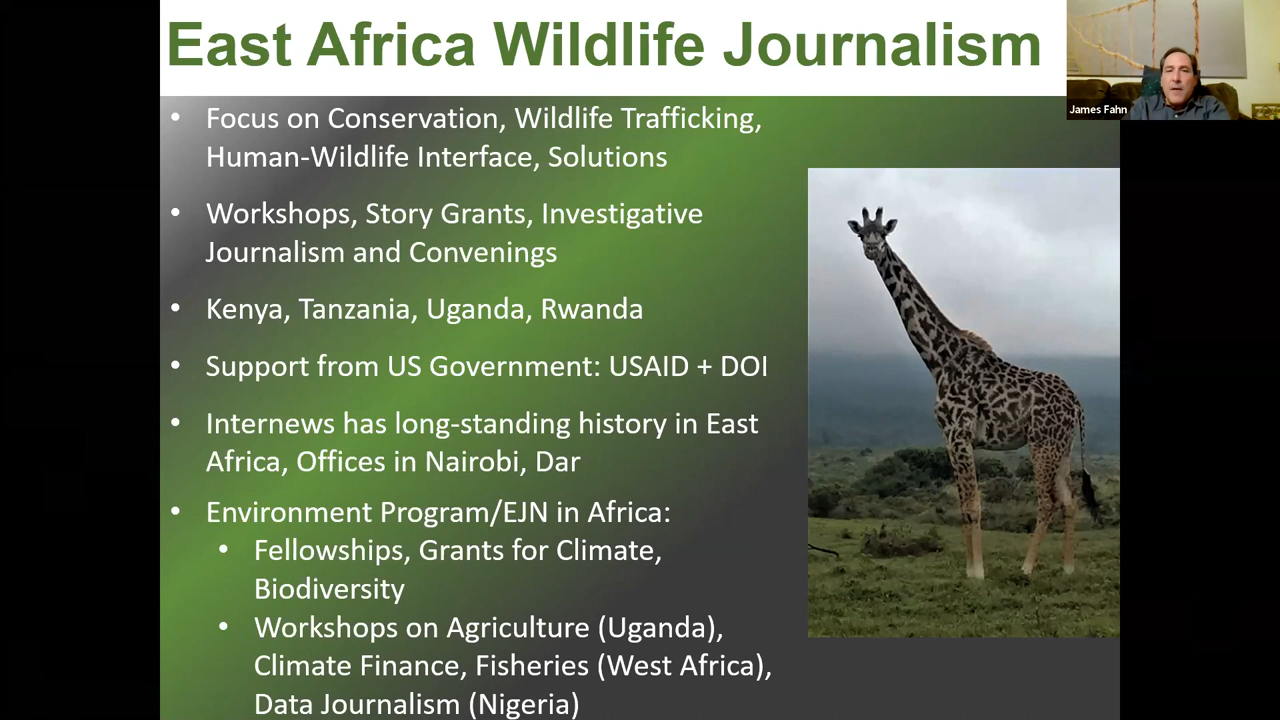 East Africa Wildlife Journalism
James Fahn
• Focus on Conservation, Wildlife Trafficking,
Human-Wildlife Interface, Solutions
• Workshops, Story Grants, Investigative
Journalism and Convenings
• Kenya, Tanzania, Uganda, Rwanda
• Support from US Government: USAID + DOI
• Internews has long-standing history in East
Africa, Offices in Nairobi, Dar
• Environment Program/EJN in Africa:
• Fellowships, Grants for Climate,
Biodiversity
• Workshops on Agriculture (Uganda),
Climate Finance, Fisheries (West Africa),
Data Journalism (Nigeria)